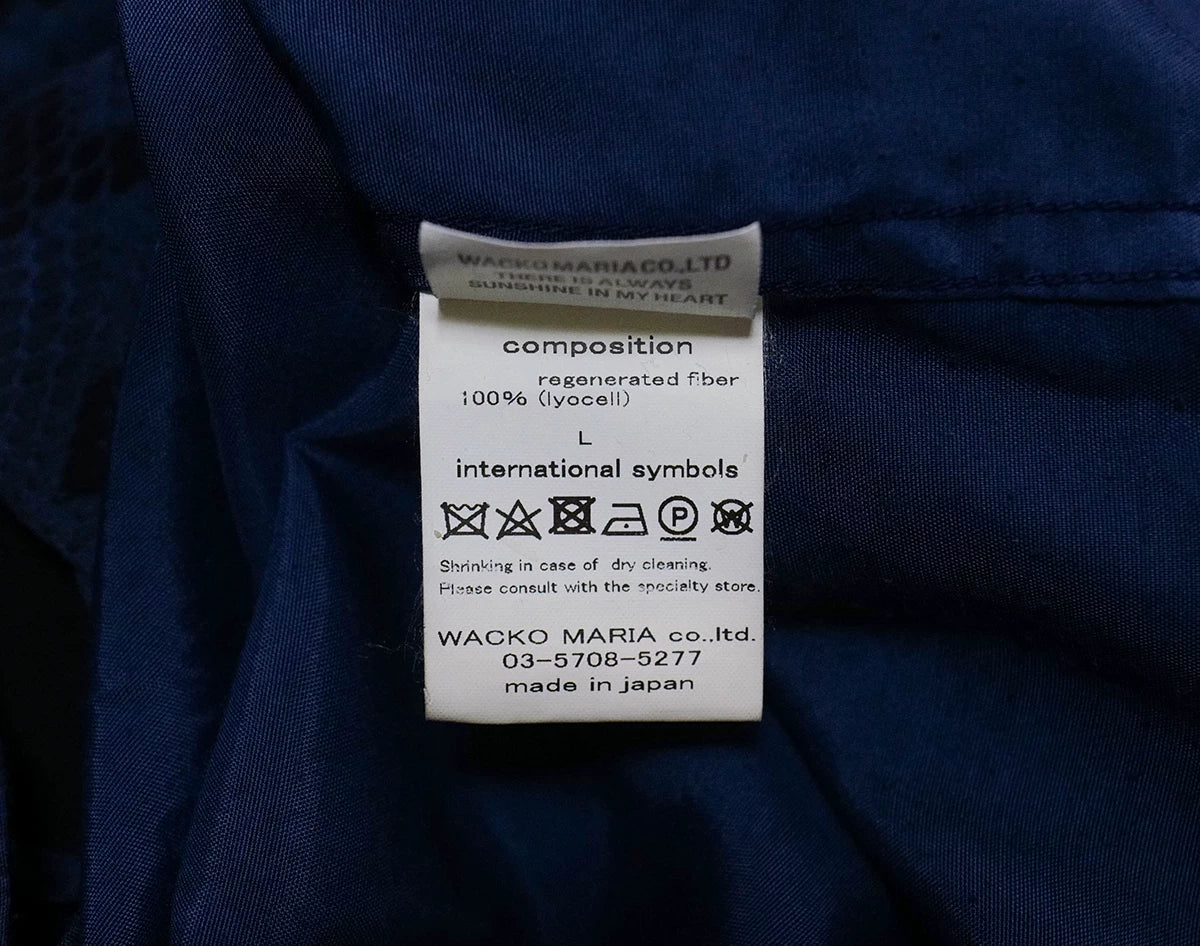 WACKO MARIA CO.,LTD
THERE IS ALWAYS
SUNSHINE IN MY HEART
composition
regenerated fiber
100% (lyocell)
L
international symbols
P W
Shrinking in case of dry cleaning.
Please consult with the specialty store.
WACKO MARIA co.,ltd.
03-5708-5277
made in japan